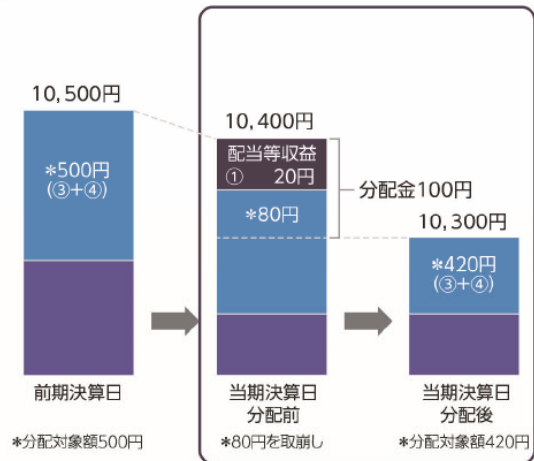 10,500円
*500円
(③+④)
前期決算日
*分配対象額500円
10,400円
配当等収益
① 20円
*80円
分配金100円
当期決算日
分配前
*80円を取崩し
10,300円
*420円
(③+④)
当期決算日
分配後
*分配対象額420円